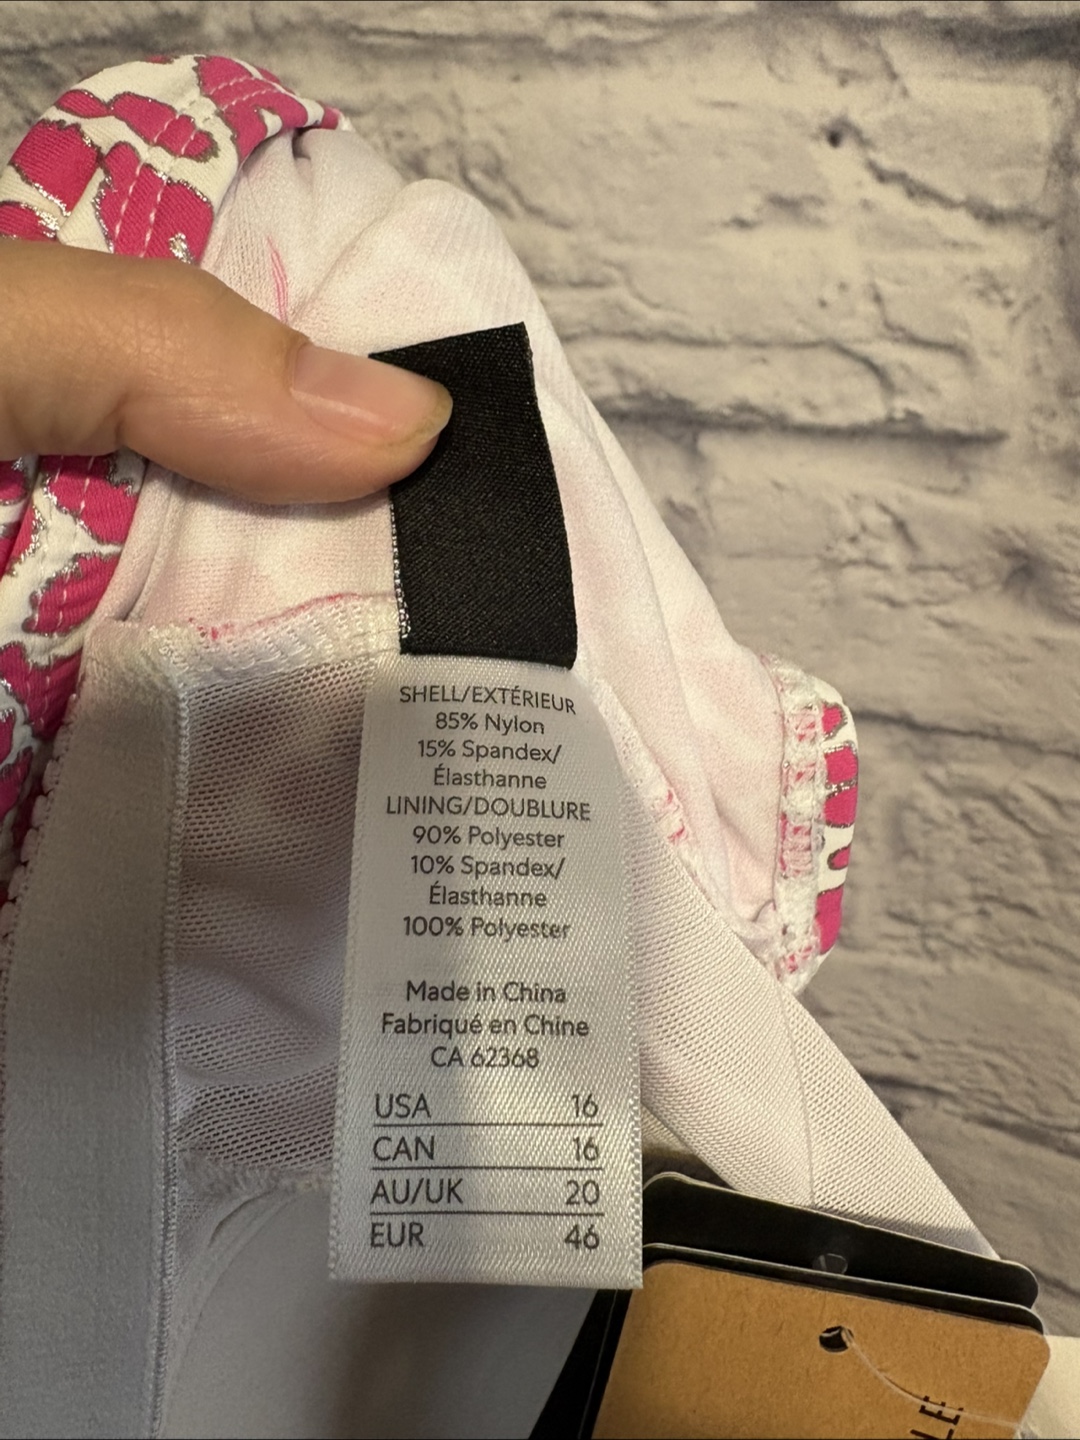 SHELL/EXTÉRIEUR
85% Nylon
15% Spandex/
Élasthanne
LINING/DOUBLURE
90% Polyester
10% Spandex/
Élasthanne
100% Polyester
Made in China
Fabriqué en Chine
CA 62368
USA 16
CAN 16
AU/UK 20
EUR 46